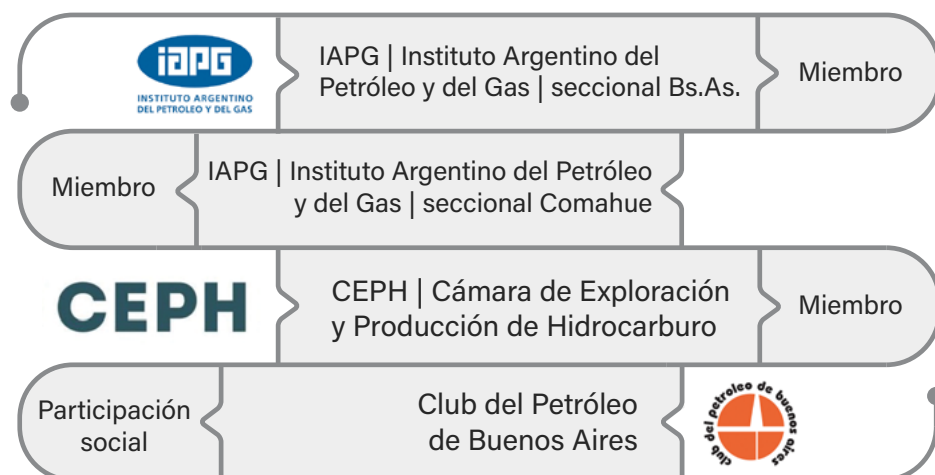 iapg
INSTITUTO ARGENTINO
DEL PETROLEO Y DEL GAS
IAPG | Instituto Argentino del
Petróleo y del Gas | seccional Bs.As.
Miembro
Miembro
IAPG | Instituto Argentino del Petróleo
y del Gas | seccional Comahue
CEPH
CEPH | Cámara de Exploración
y Producción de Hidrocarburo
Miembro
Participación
social
Club del Petróleo
de Buenos Aires
club del petroleo de buenos aires